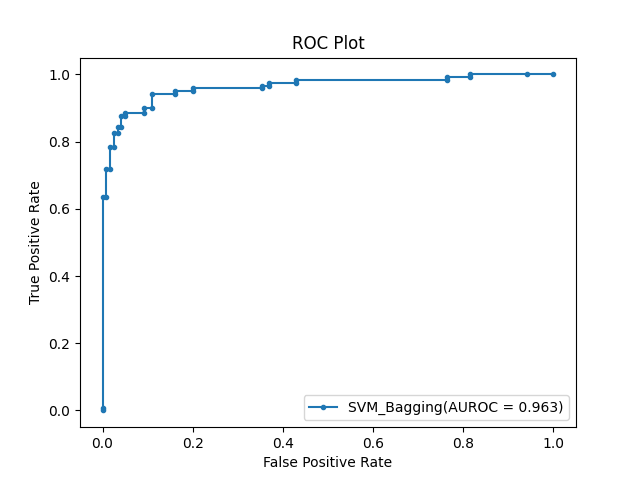 ROC Plot
1.0
0.8
0.6
0.4
0.2
0.0
True Positive Rate
SVM_Bagging(AUROC = 0.963)
0.0 0.2 0.4 0.6 0.8 1.0
False Positive Rate